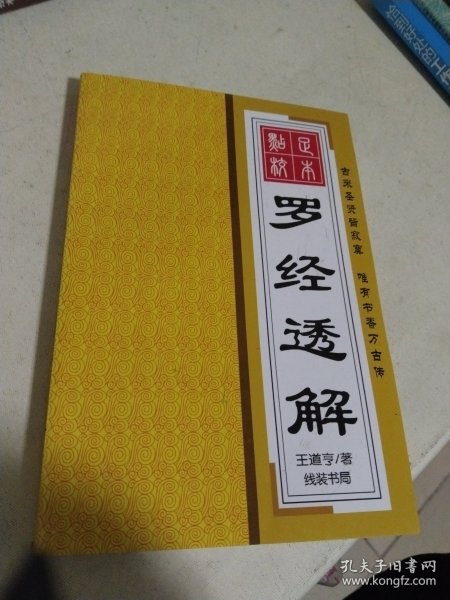 足本
點校
罗经透解
古来圣贤皆寂寞 唯有书香万古传
王道亨/著
线装书局
孔夫子旧书网
www.kongfz.com